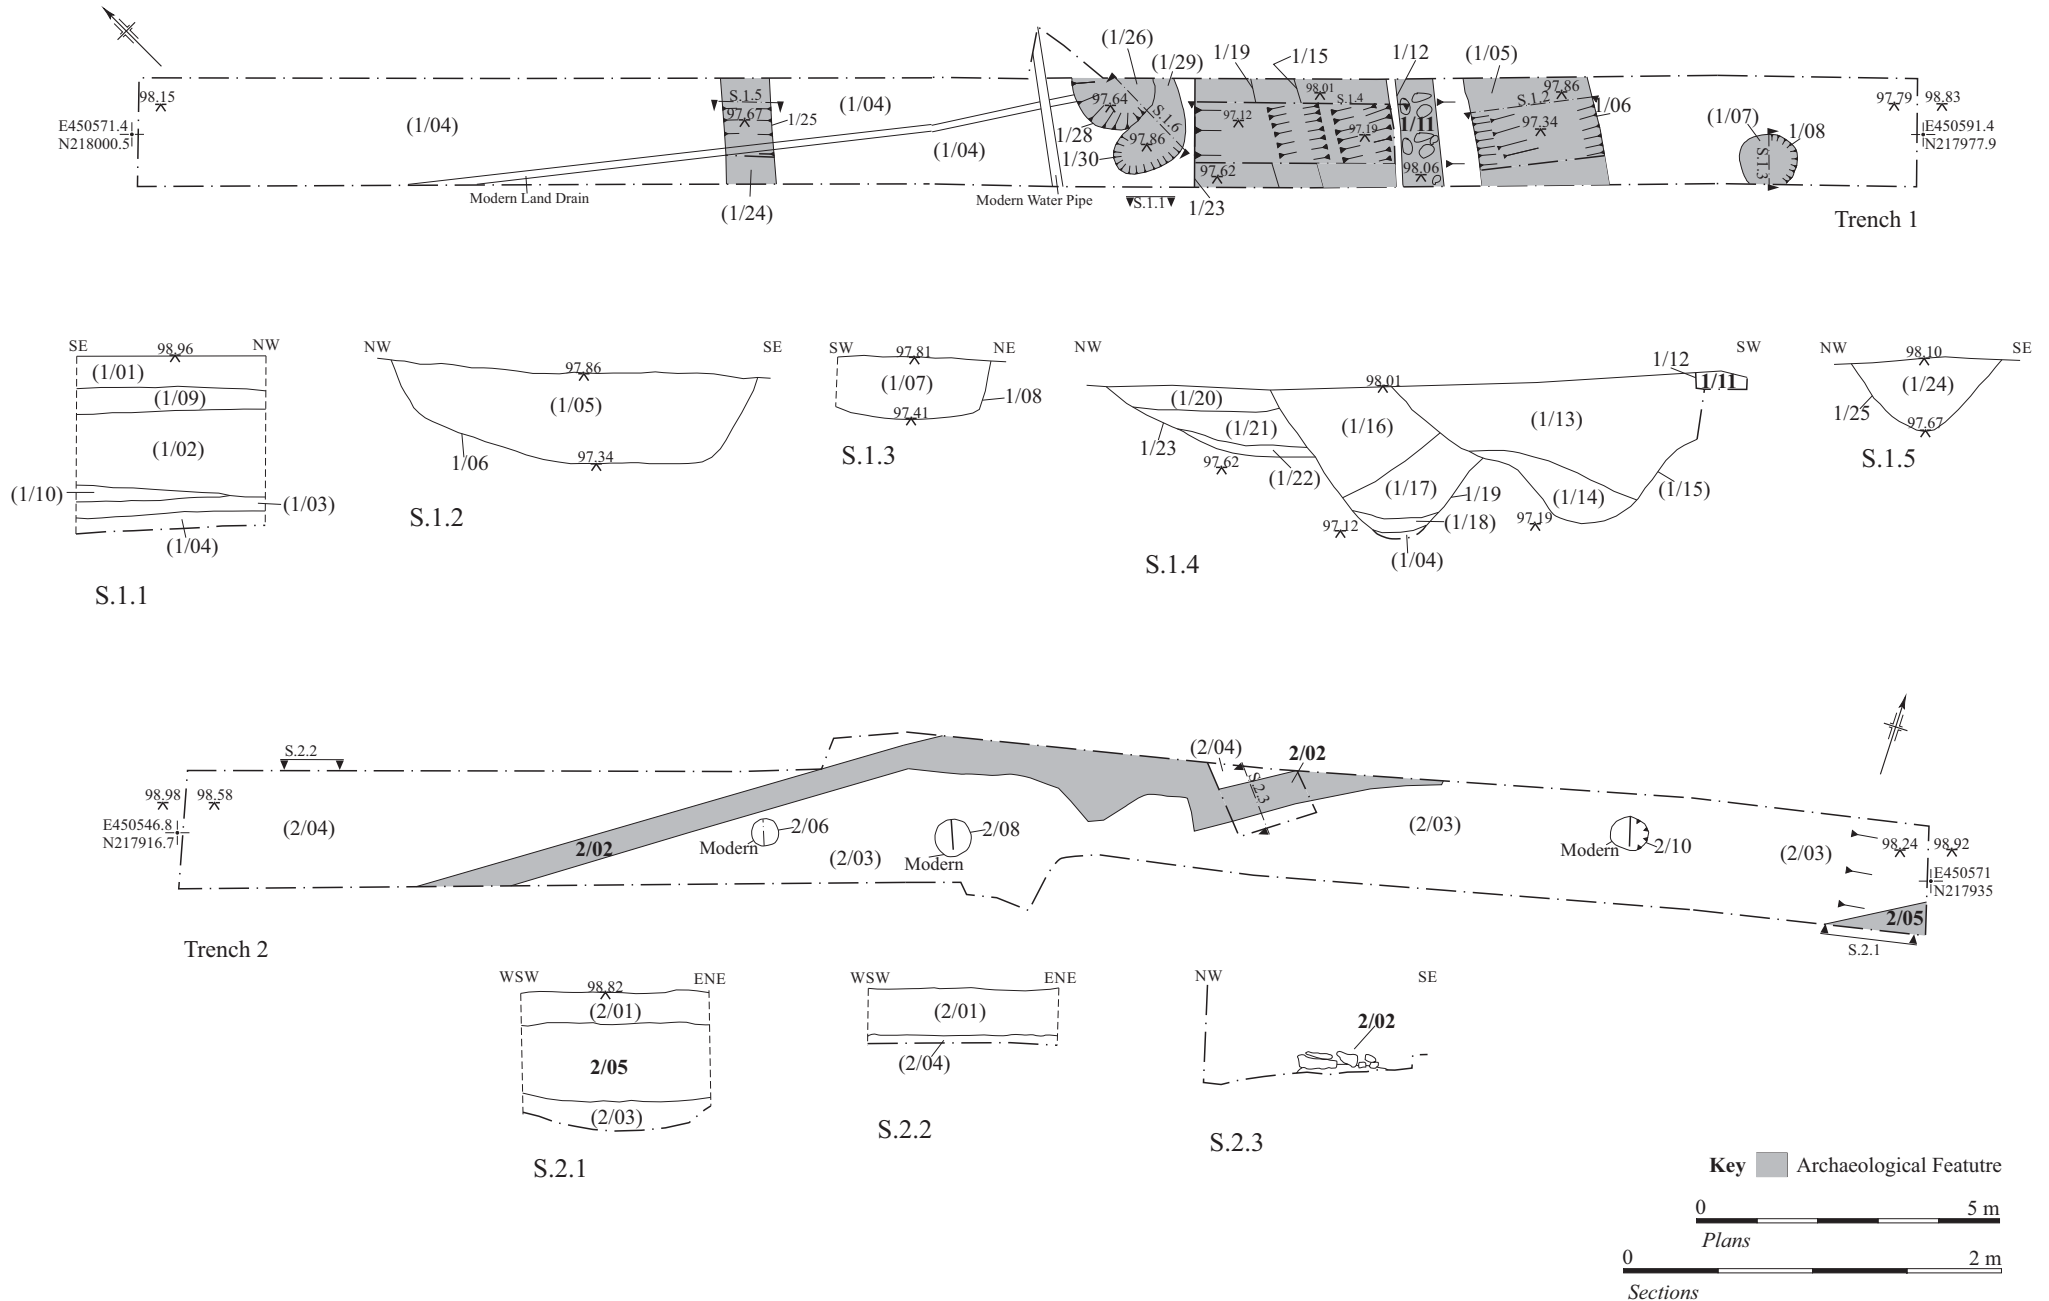 98.15
E450571.4
N218000.5
(1/04)
S.1.5
97.67
1/25
(1/24)
(1/04)
(1/04)
Modern Land Drain
Modern Water Pipe
(1/26)
(1/29)
97.64
S.1.6
1/28
1/30
97.86
S.1.1
1/19
1/15
97.12
98.01
S.1.4
97.19
97.62
1/23
1/12
1/11
98.06
(1/05)
97.86
S.1.2
1/06
97.34
(1/07)
1/08
S.1.3
97.79
98.83
E450591.4
N217977.9
Trench 1
SE
98.96
NW
(1/01)
(1/09)
(1/02)
(1/10)
(1/03)
(1/04)
S.1.1
NW
97.86
SE
(1/05)
1/06
97.34
S.1.2
SW
97.81
NE
(1/07)
1/08
97.41
S.1.3
NW
SW
1/12
1/11
98.01
(1/20)
(1/21)
(1/16)
(1/13)
1/23
97.62
(1/22)
(1/17)
1/19
(1/14)
(1/15)
97.12
(1/18)
97.19
(1/04)
S.1.4
NW
98.10
SE
(1/24)
1/25
97.67
S.1.5
S.2.2
98.98
98.58
E450546.8
N217916.7
(2/04)
2/02
2/06
Modern
(2/03)
2/08
Modern
(2/04)
2/02
S.2.3
(2/03)
Modern
2/10
(2/03)
98.24
98.92
E450571
N217935
2/05
S.2.1
Trench 2
WSW
98.82
ENE
(2/01)
2/05
(2/03)
S.2.1
WSW
ENE
(2/01)
(2/04)
S.2.2
NW
SE
2/02
S.2.3
Key Archaeological Featutre
0 5 m
Plans
0 2 m
Sections